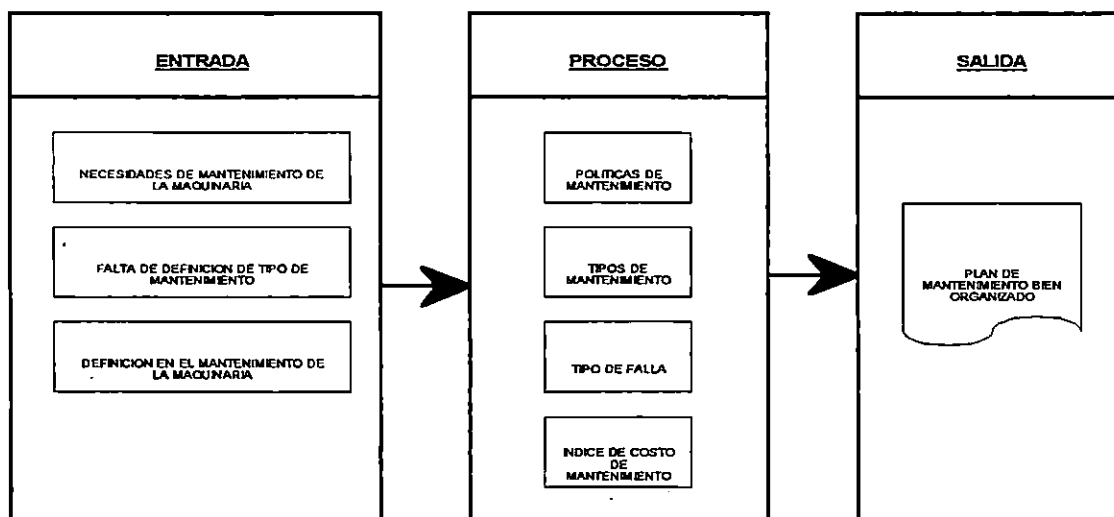 ENTRADA
NECESIDADES DE MANTENIMIENTO DE
LA MAQUINARIA
FALTA DE DEFINICION DE TIPO DE
MANTENIMIENTO
DEFINICION EN EL MANTENIMIENTO DE
LA MAQUINARIA
PROCESO
POLITICAS DE
MANTENIMIENTO
TIPOS DE
MANTENIMIENTO
TIPO DE FALLA
INDICE DE COSTO
DE
MANTENIMIENTO
SALIDA
PLAN DE
MANTENIMIENTO BIEN
ORGANIZADO